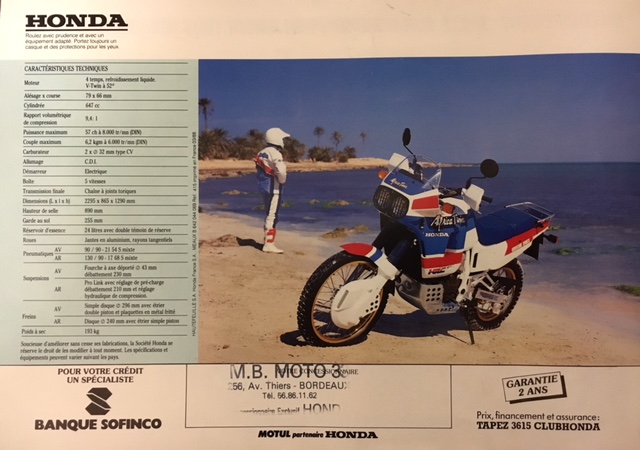 HONDA
Roulez avec prudence et avec un
équipement adapté. Portez toujours un
casque et des protections pour les yeux.
CARACTÉRISTIQUES TECHNIQUES
Moteur 4 temps, refroidissement liquide. V-Twin à 52°
Alésage x course 79 x 66 mm
Cylindrée 647 cc
Rapport volumétrique de compression 9,4: 1
Puissance maximum 57 ch à 8.000 tr/mn (DIN)
Couple maximum 6,2 kgm à 6.000 tr/mn (DIN)
Carburateur 2 x Ø 32 mm type CV
Allumage C.D.I.
Démarreur Electrique
Boîte 5 vitesses
Transmission finale Chaîne à joints toriques
Dimensions (L x l x h) 2295 x 865 x 1290 mm
Hauteur de selle 890 mm
Garde au sol 255 mm
Réservoir d'essence 24 litres avec double témoin de réserve
Roues Jantes en aluminium, rayons tangentiels
Pneumatiques AV 90 / 90 - 21 54 S mixte
AR 130 / 90 - 17 68 S mixte
Suspensions AV Fourche à axe déporté Ø 43 mm débattement 230 mm
AR Pro Link avec réglage de pré-charge débattement 210 mm et réglage hydraulique de compression.
Freins AV Simple disque Ø 296 mm avec étrier double piston et plaquettes en métal fritté
AR Disque Ø 240 mm avec étrier simple piston
Poids à sec 193 kg
Soucieuse d'améliorer sans cesse ses fabrications, la Société Honda se
réserve le droit de les modifier à tout moment. Les spécifications et
équipements peuvent varier suivant les pays.
Africa Twin
HONDA
HRC
POUR VOTRE CRÉDIT
UN SPÉCIALISTE
BANQUE SOFINCO
CONCESSIONNAIRE
M.B. MOTO 3
256, Av. Thiers - BORDEAUX
Tél. 56.86.11.62
Exclusif HOND
GARANTIE
2 ANS
Prix, financement et assurance:
TAPEZ 3615 CLUBHONDA
MOTUL partenaire HONDA